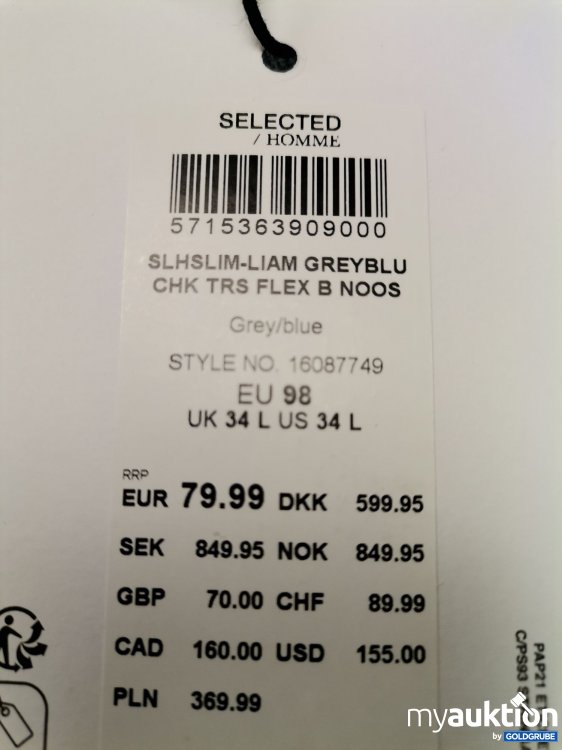 SELECTED
/ HOMME
5715363909000
SLHSLIM-LIAM GREYBLU
CHK TRS FLEX B NOOS
Grey/blue
STYLE NO. 16087749
EU 98
UK 34 L US 34 L
RRP
EUR 79.99 DKK 599.95
SEK 849.95 NOK 849.95
GBP 70.00 CHF 89.99
CAD 160.00 USD 155.00
PLN 369.99
PAP21
C/PS93
myauktion
by GOLDGRUBE